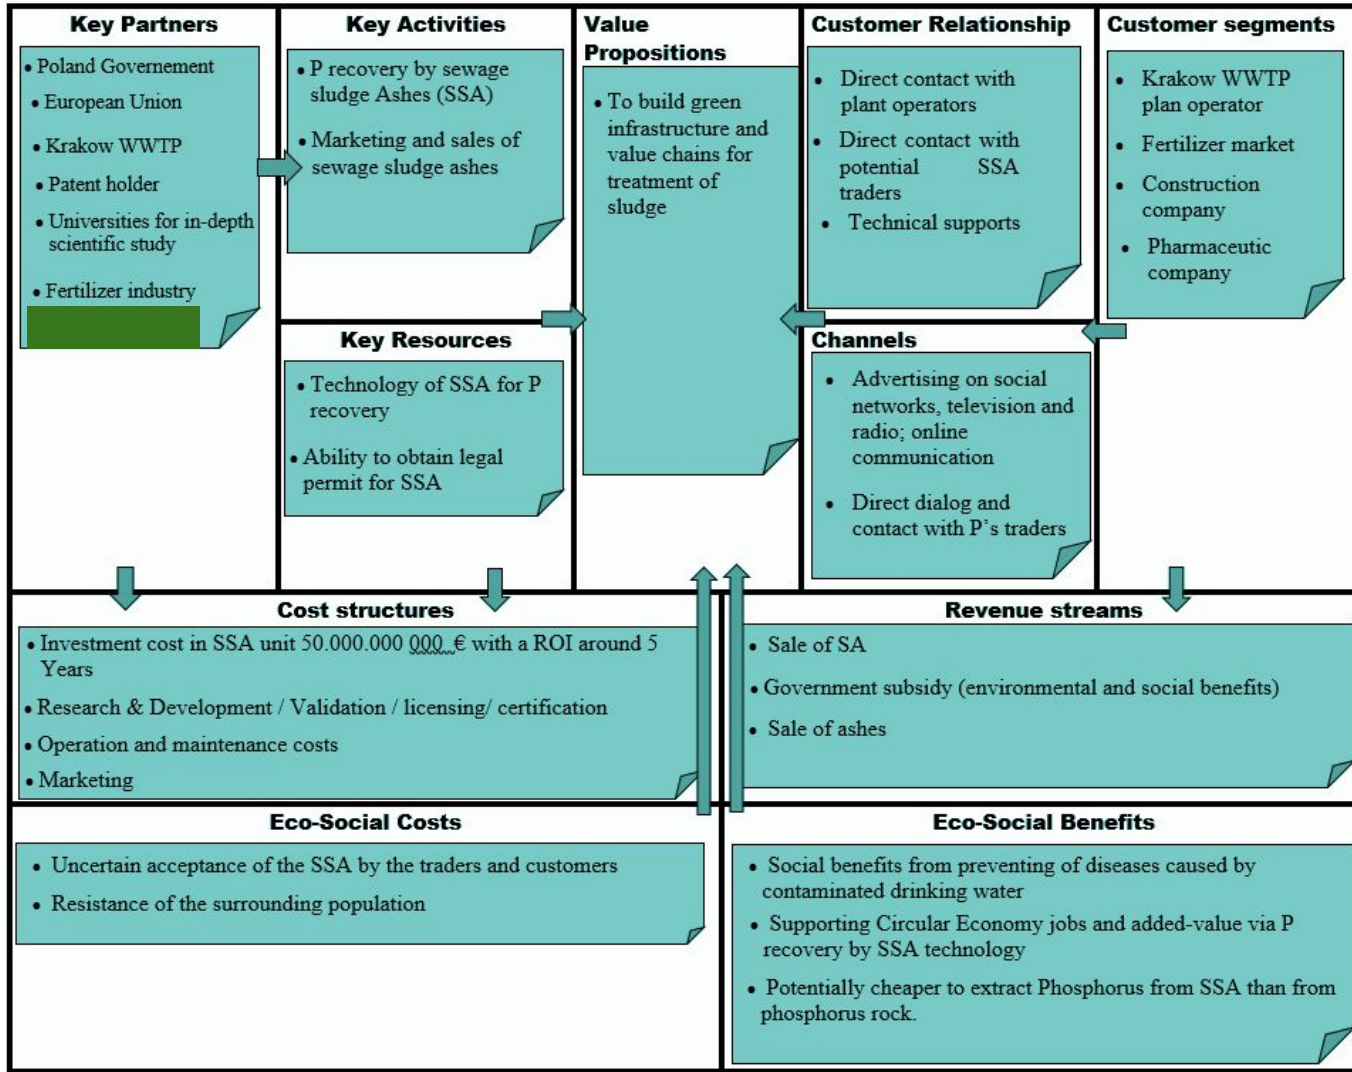 Key Partners
• Poland Governement
• European Union
• Krakow WWTP
• Patent holder
• Universities for in-depth
scientific study
• Fertilizer industry
Key Activities
• P recovery by sewage
sludge Ashes (SSA)
• Marketing and sales of
sewage sludge ashes
Key Resources
• Technology of SSA for P
recovery
• Ability to obtain legal
permit for SSA
Value
Propositions
• To build green
infrastructure and
value chains for
treatment of
sludge
Customer Relationship
• Direct contact with
plant operators
• Direct contact with
potential SSA
traders
• Technical supports
Channels
• Advertising on social
networks, television and
radio; online
communication
• Direct dialog and
contact with P’s traders
Customer segments
• Krakow WWTP
plan operator
• Fertilizer market
• Construction
company
• Pharmaceutic
company
Cost structures
• Investment cost in SSA unit 50.000.000 000 € with a ROI around 5
Years
• Research & Development / Validation / licensing/ certification
• Operation and maintenance costs
• Marketing
Revenue streams
• Sale of SA
• Government subsidy (environmental and social benefits)
• Sale of ashes
Eco-Social Costs
• Uncertain acceptance of the SSA by the traders and customers
• Resistance of the surrounding population
Eco-Social Benefits
• Social benefits from preventing of diseases caused by
contaminated drinking water
• Supporting Circular Economy jobs and added-value via P
recovery by SSA technology
• Potentially cheaper to extract Phosphorus from SSA than from
phosphorus rock.